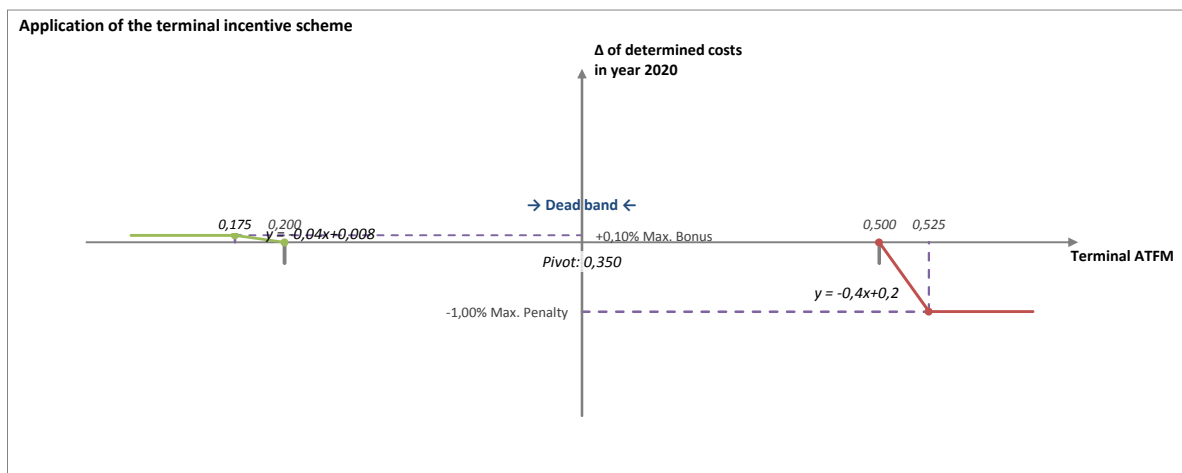 Application of the terminal incentive scheme
Δ of determined costs
in year 2020
→ Dead band ←
0,175
0,200
0,500
0,525
y = -0,04x+0,008
+0,10% Max. Bonus
Terminal ATFM
Pivot: 0,350
y = -0,4x+0,2
-1,00% Max. Penalty